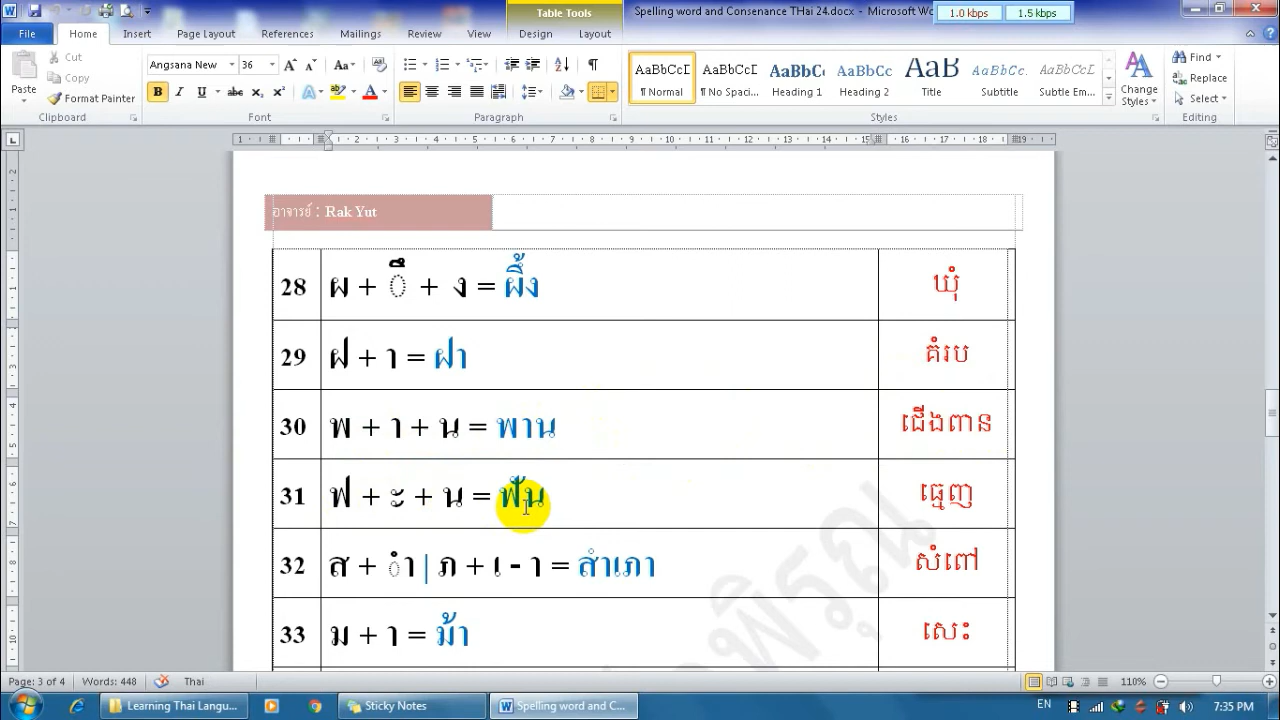 Table Tools
Spelling word and Consenance Thai 24.docx - Microsoft Word
1.0 kbps 1.5 kbps
File Home Insert Page Layout References Mailings Review View Design Layout
Cut
Copy
Format Painter
Paste
Clipboard
Angsana New 36
Font
Paragraph
AaBbCcD AaBbCcD AaBbC AaBbCc AaB AaBbCcL AaBbCcL
¶ Normal ¶ No Spaci... Heading 1 Heading 2 Title Subtitle Subtle Em...
Change Styles
Styles
Find
Replace
Select
Editing
อาจารย์ : Rak Yut
28 ผ + ◌ึ + ง = ผึ้ง ឃ្មុំ
29 ฝ + า = ฝา គំរប
30 พ + า + น = พาน ជើងពាន
31 ฟ + ะ + น = ฟัน ធ្មេញ
32 ส + ◌ำ | ภ + เ - า = สำเภา សំពៅ
33 ม + า = ม้า សេះ
Page: 3 of 4 Words: 448 Thai 110%
Learning Thai Langu... Sticky Notes Spelling word and C... EN 7:35 PM